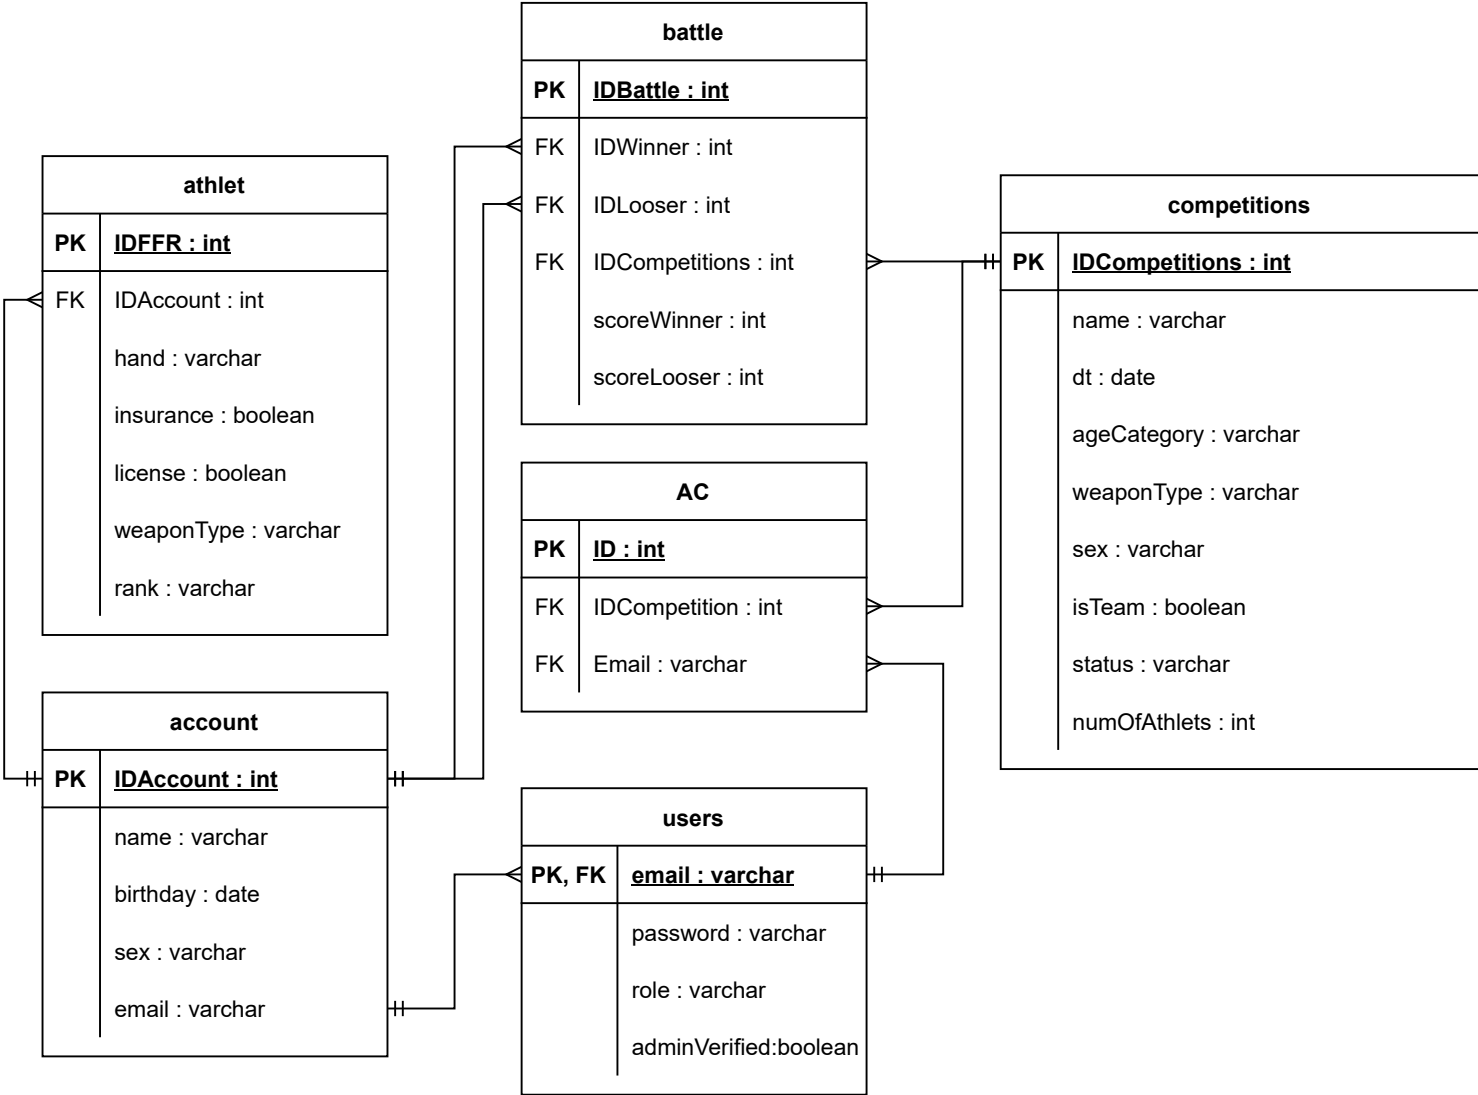 battle
PK IDBattle : int
FK IDWinner : int
FK IDLooser : int
FK IDCompetitions : int
scoreWinner : int
scoreLooser : int
athlet
PK IDFFR : int
FK IDAccount : int
hand : varchar
insurance : boolean
license : boolean
weaponType : varchar
rank : varchar
competitions
PK IDCompetitions : int
name : varchar
dt : date
ageCategory : varchar
weaponType : varchar
sex : varchar
isTeam : boolean
status : varchar
numOfAthlets : int
AC
PK ID : int
FK IDCompetition : int
FK Email : varchar
account
PK IDAccount : int
name : varchar
birthday : date
sex : varchar
email : varchar
users
PK, FK email : varchar
password : varchar
role : varchar
adminVerified:boolean